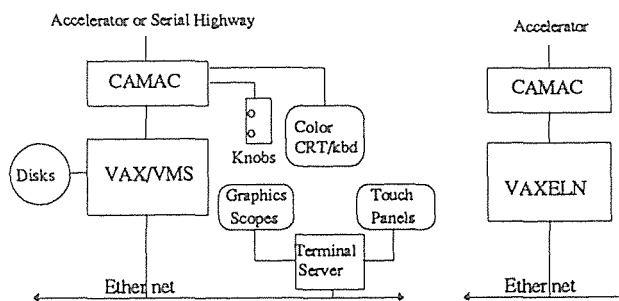 Accelerator or Serial Highway
CAMAC
Knobs
Color
CRT/kbd
Disks
VAX/VMS
Graphics
Scopes
Touch
Panels
Terminal
Server
Ethernet
Accelerator
CAMAC
VAXELN
Ethernet